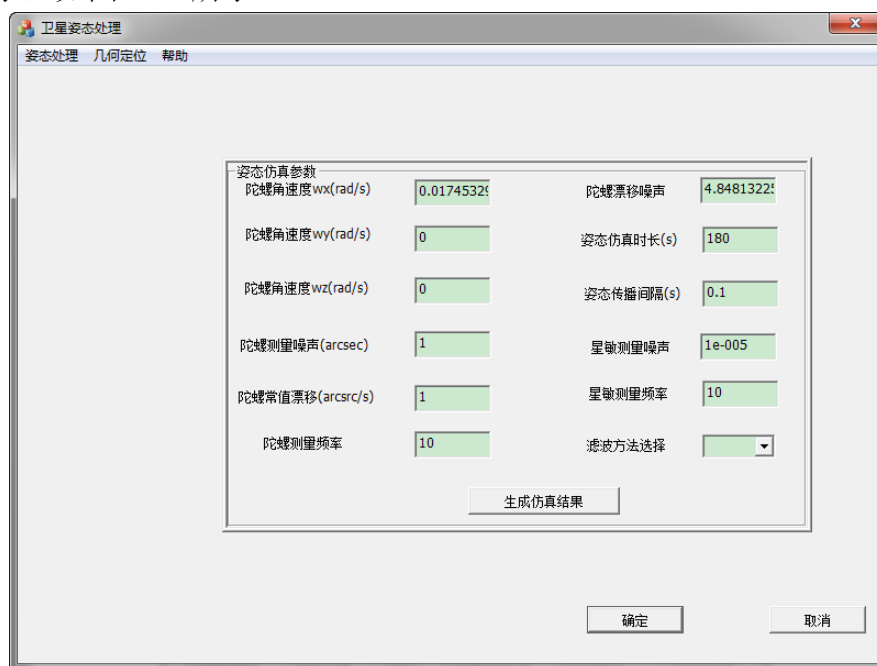 卫星姿态处理
姿态处理 几何定位 帮助
姿态仿真参数
陀螺角速度wx(rad/s) 0.01745329 陀螺漂移噪声 4.84813225
陀螺角速度wy(rad/s) 0 姿态仿真时长(s) 180
陀螺角速度wz(rad/s) 0 姿态传播间隔(s) 0.1
陀螺测量噪声(arcsec) 1 星敏测量噪声 1e-005
陀螺常值漂移(arcsrc/s) 1 星敏测量频率 10
陀螺测量频率 10 滤波方法选择
生成仿真结果
确定 取消